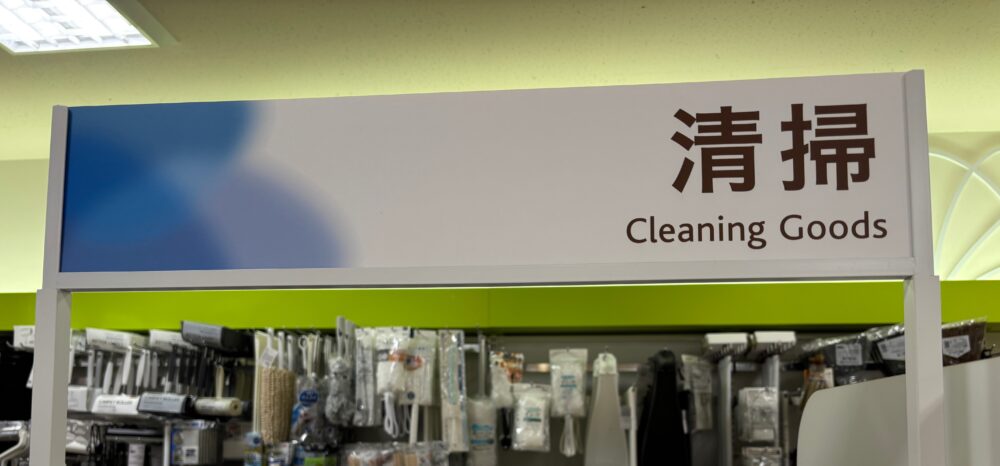 清掃
Cleaning Goods